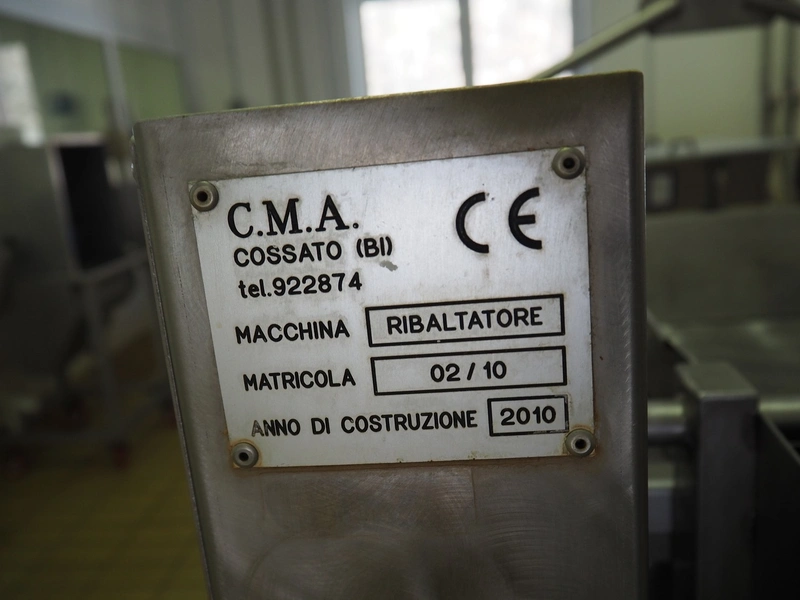 C.M.A.
CE
COSSATO (BI)
tel.922874
MACCHINA RIBALTATORE
MATRICOLA 02/10
ANNO DI COSTRUZIONE 2010